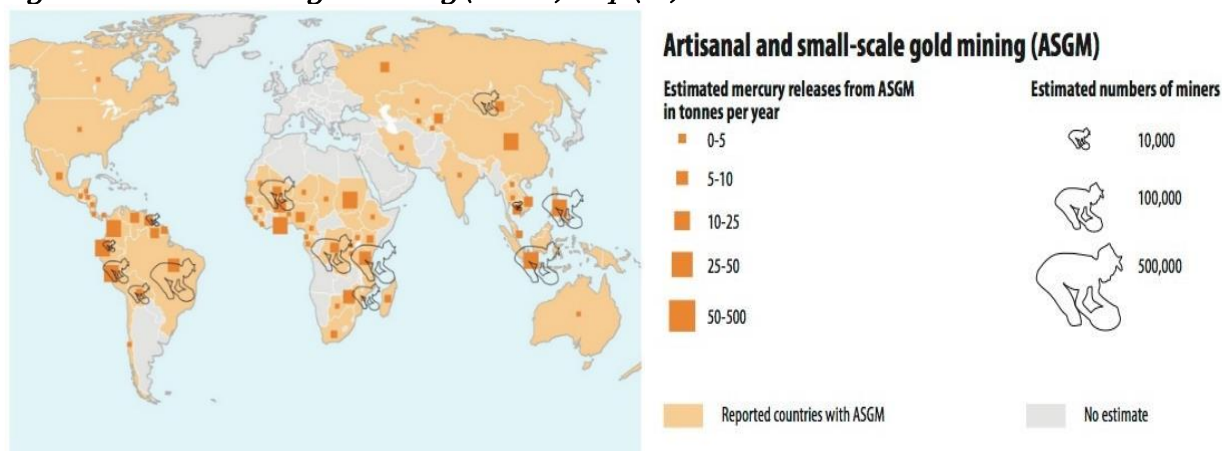 Artisanal and small-scale gold mining (ASGM)
Estimated mercury releases from ASGM
in tonnes per year
0-5
5-10
10-25
25-50
50-500
Estimated numbers of miners
10,000
100,000
500,000
Reported countries with ASGM
No estimate